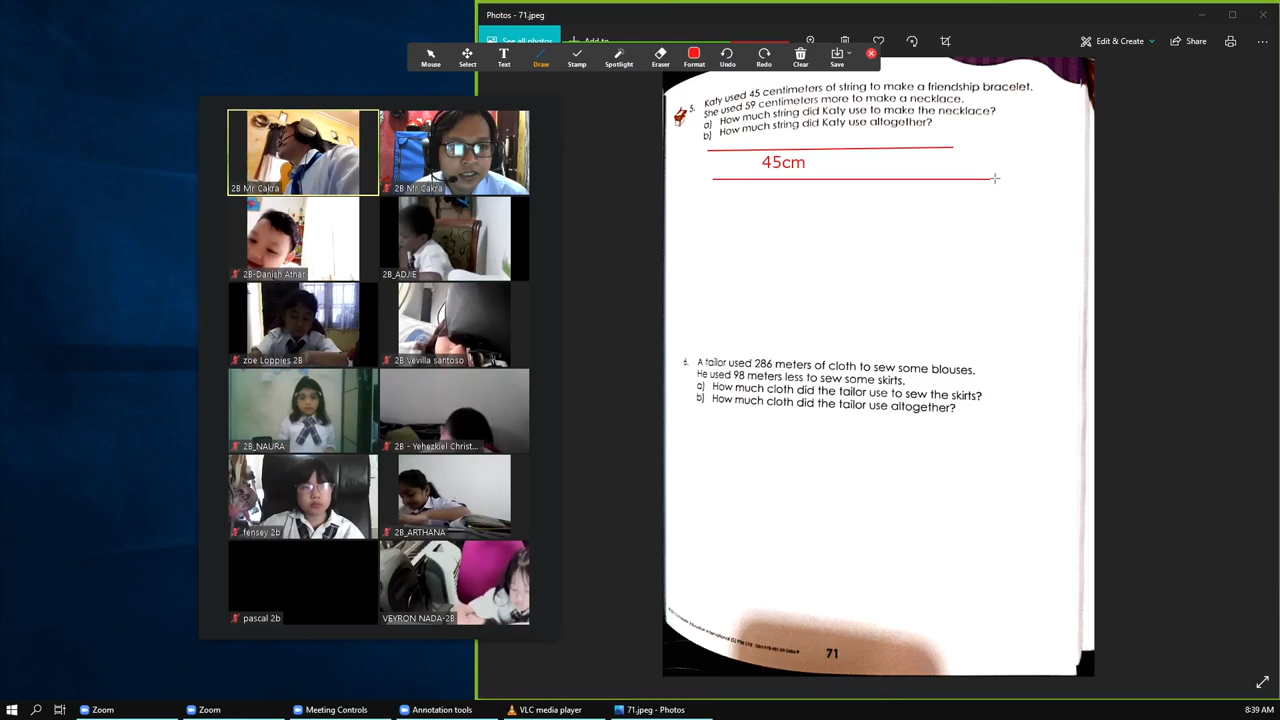 Photos - 71.jpeg
See all photos
Add to
Edit & Create
Share
Mouse
Select
Text
Draw
Stamp
Spotlight
Eraser
Format
Undo
Redo
Clear
Save
2B Mr Cakra
2B Mr Cakra
2B-Danish Athar
2B_ADJIE
zoe Loppies 2B
2B Vevilla santoso
2B_NAURA
2B - Yehezkiel Christ...
fensey 2b
2B_ARTHANA
pascal 2b
VEYRON NADA-2B
5. Katy used 45 centimeters of string to make a friendship bracelet.
She used 59 centimeters more to make a necklace.
a) How much string did Katy use to make the necklace?
b) How much string did Katy use altogether?
45cm
6. A tailor used 286 meters of cloth to sew some blouses.
He used 98 meters less to sew some skirts.
a) How much cloth did the tailor use to sew the skirts?
b) How much cloth did the tailor use altogether?
71
Zoom
Zoom
Meeting Controls
Annotation tools
VLC media player
71.jpeg - Photos
8:39 AM